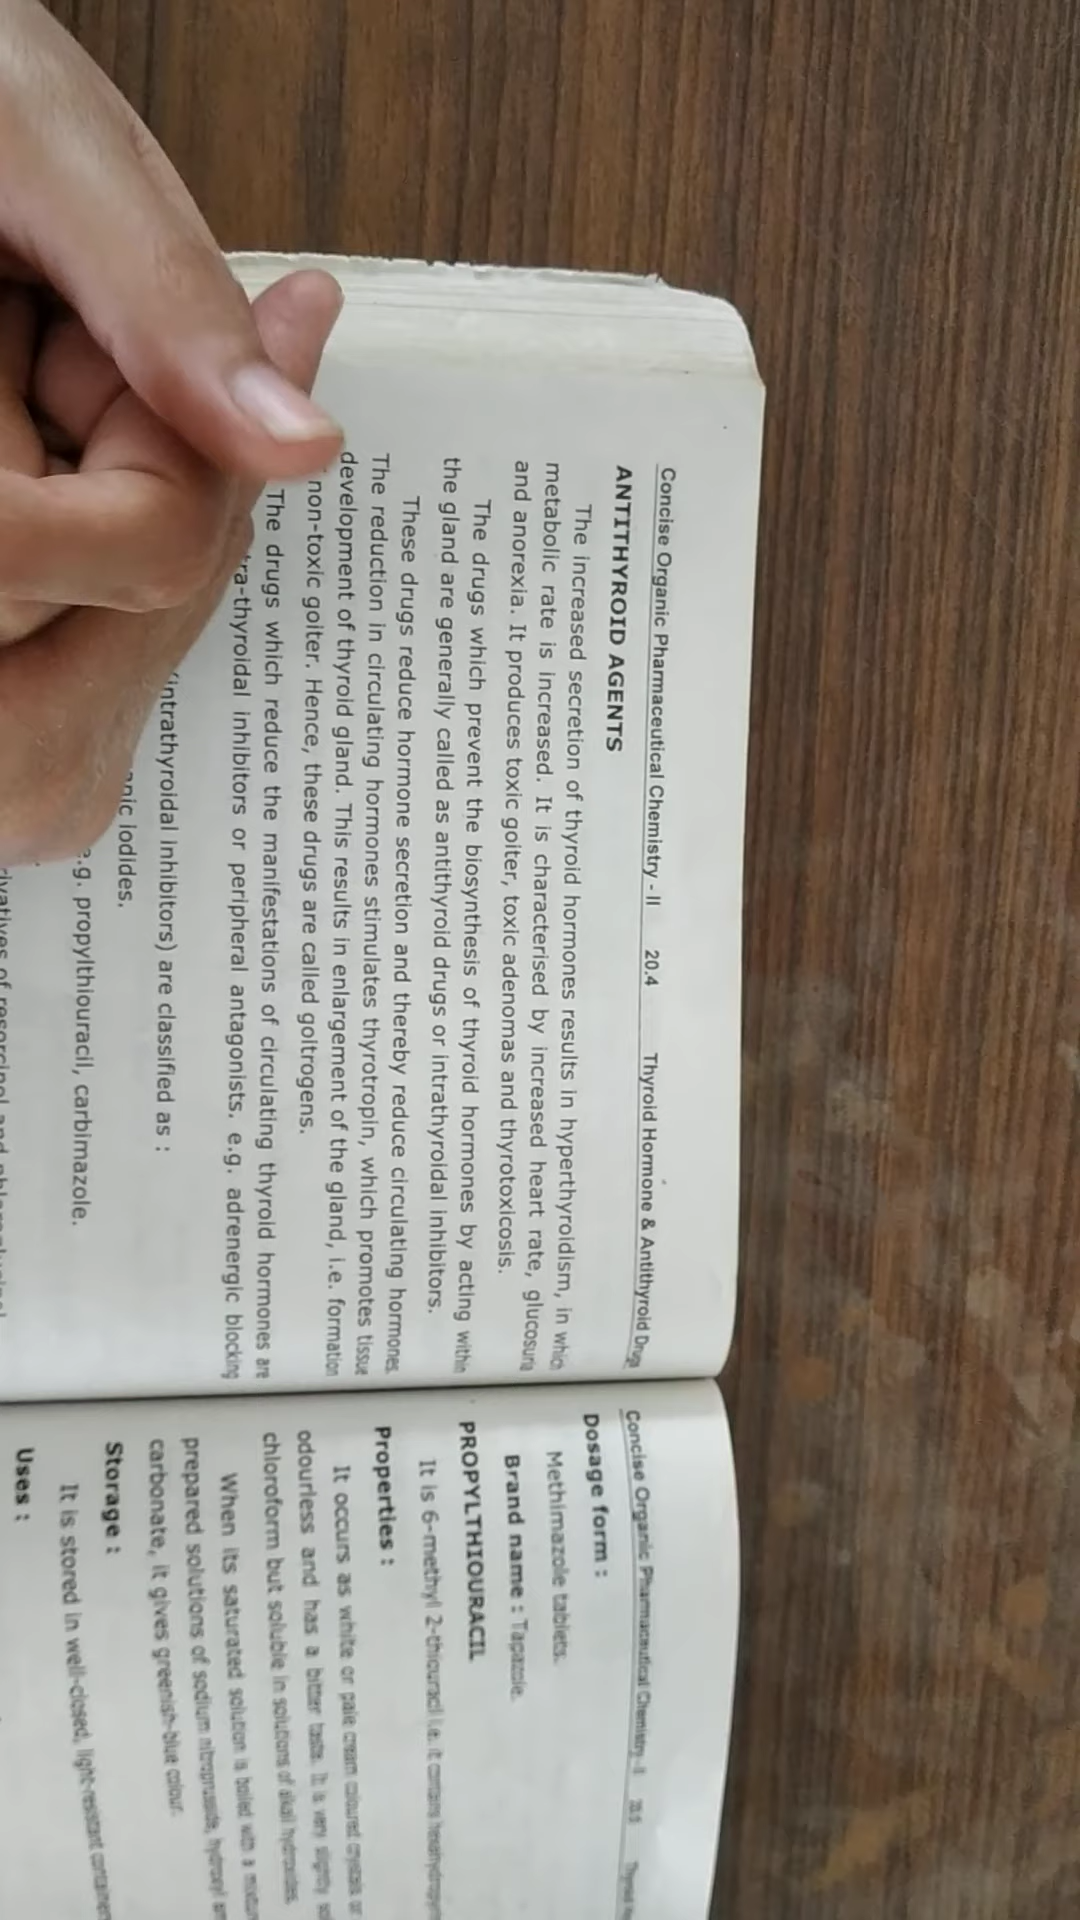 Concise Organic Pharmaceutical Chemistry - II 20.4 Thyroid Hormone & Antithyroid Drugs
ANTITHYROID AGENTS
The increased secretion of thyroid hormones results in hyperthyroidism, in which
metabolic rate is increased. It is characterised by increased heart rate, glucosuria
and anorexia. It produces toxic goiter, toxic adenomas and thyrotoxicosis.
The drugs which prevent the biosynthesis of thyroid hormones by acting within
the gland are generally called as antithyroid drugs or intrathyroidal inhibitors.
These drugs reduce hormone secretion and thereby reduce circulating hormones.
The reduction in circulating hormones stimulates thyrotropin, which promotes tissue
development of thyroid gland. This results in enlargement of the gland, i.e. formation
non-toxic goiter. Hence, these drugs are called goitrogens.
The drugs which reduce the manifestations of circulating thyroid hormones are
tra-thyroidal inhibitors or peripheral antagonists. e.g. adrenergic blocking
(intrathyroidal inhibitors) are classified as :
iodides.
e.g. propylthiouracil, carbimazole.
of resorcinol and
Concise Organic Pharmaceutical Chemistry - II
Dosage form :
Methimazole tablets.
Brand name : Tapazole.
PROPYLTHIOURACIL
It is 6-methyl 2-thiouracil i.e. it contains
Properties :
It occurs as white or pale cream coloured crystals or
odourless and has a bitter taste. It is very slightly
chloroform but soluble in solutions of alkali hydroxides.
When its saturated solution is boiled with a
prepared solutions of sodium nitroprusside, hydroxyl
carbonate, it gives greenish-blue colour.
Storage :
It is stored in well-closed, light-resistant container
Uses :